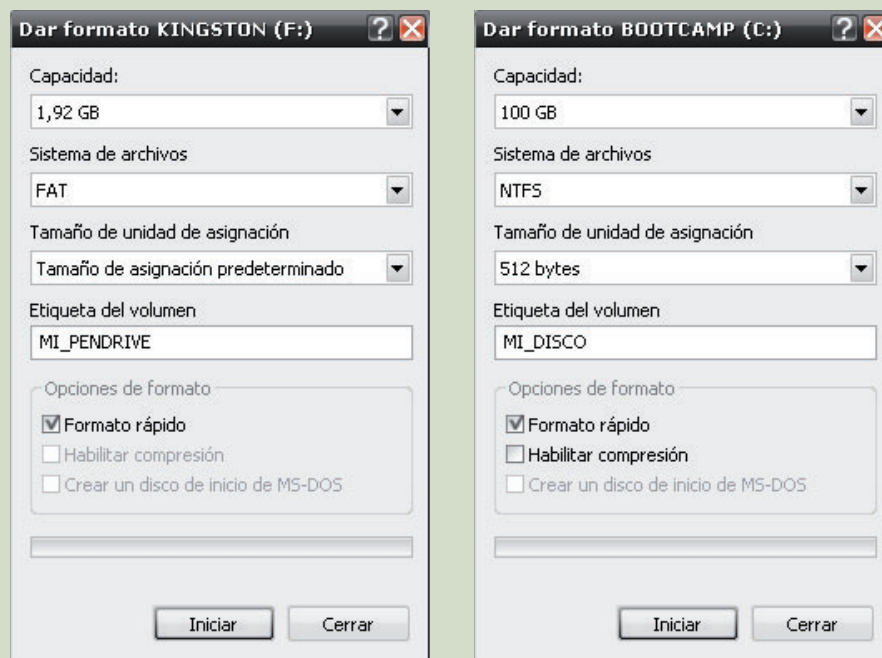 Dar formato KINGSTON (F:)
Capacidad:
1,92 GB
Sistema de archivos
FAT
Tamaño de unidad de asignación
Tamaño de asignación predeterminado
Etiqueta del volumen
MI_PENDRIVE
Opciones de formato
Formato rápido
Habilitar compresión
Crear un disco de inicio de MS-DOS
Iniciar
Cerrar
Dar formato BOOTCAMP (C:)
Capacidad:
100 GB
Sistema de archivos
NTFS
Tamaño de unidad de asignación
512 bytes
Etiqueta del volumen
MI_DISCO
Opciones de formato
Formato rápido
Habilitar compresión
Crear un disco de inicio de MS-DOS
Iniciar
Cerrar